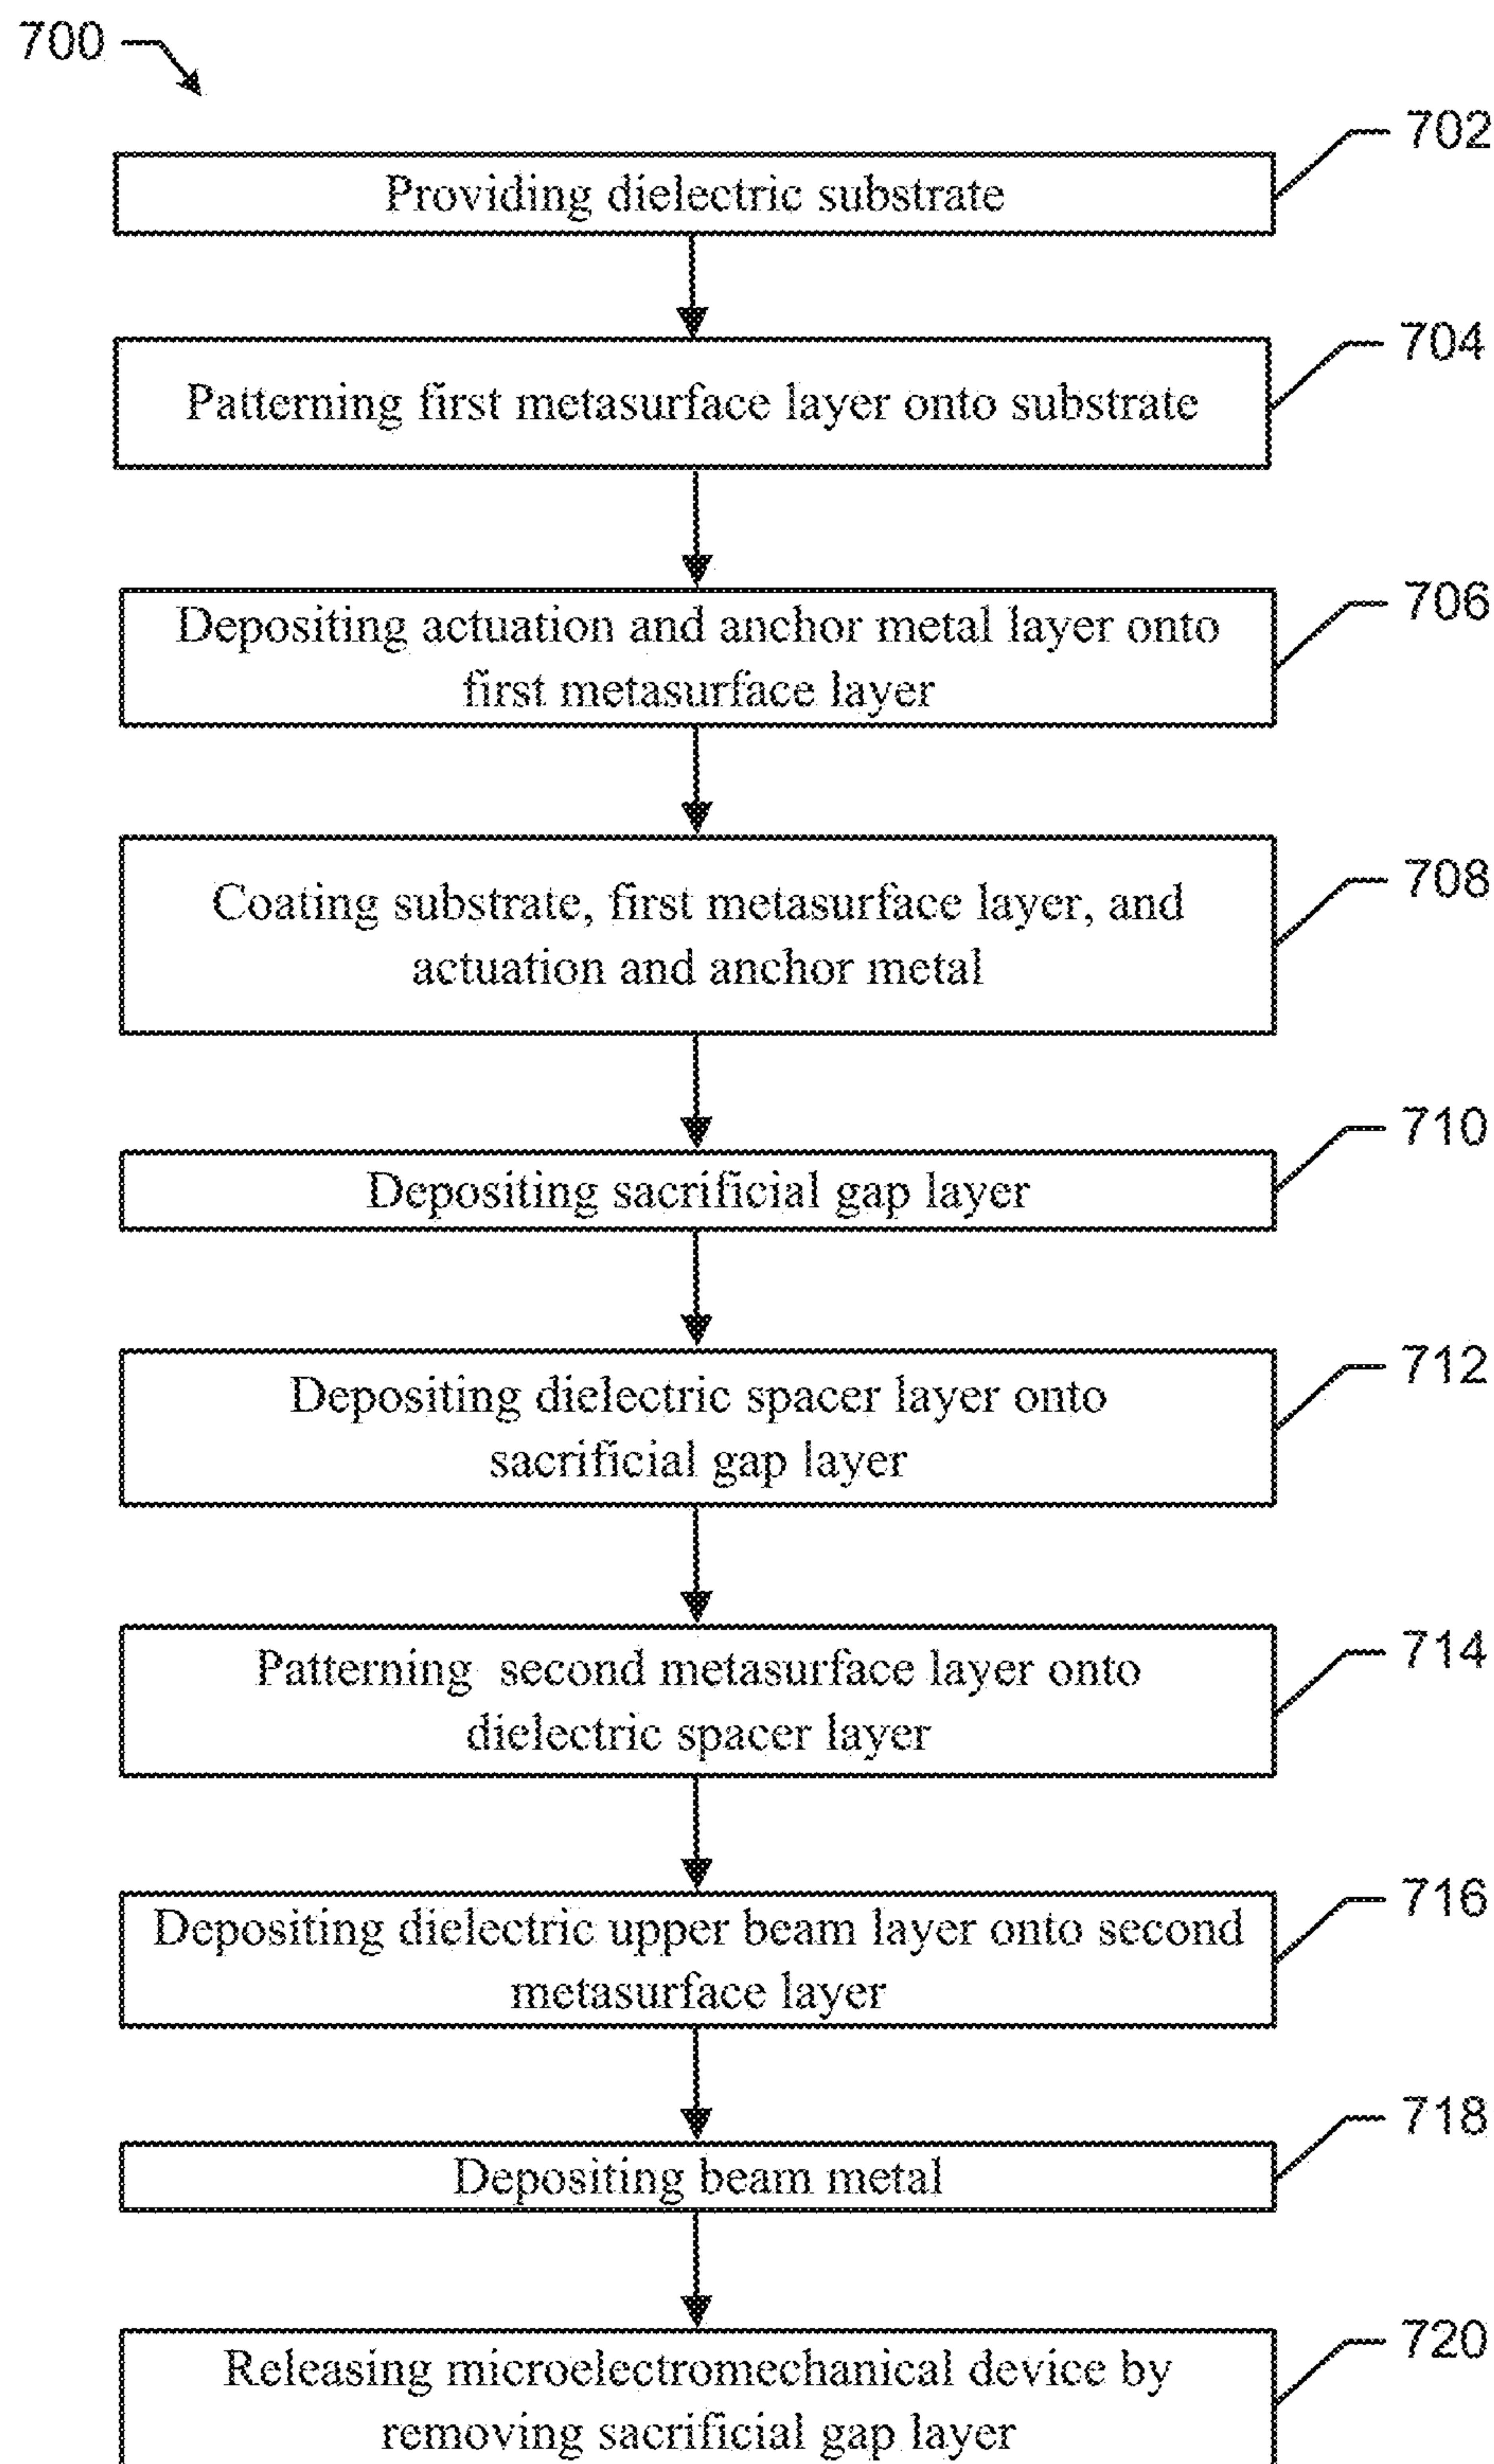 700
702
Providing dielectric substrate
704
Patterning first metasurface layer onto substrate
706
Depositing actuation and anchor metal layer onto
first metasurface layer
708
Coating substrate, first metasurface layer, and
actuation and anchor metal
710
Depositing sacrificial gap layer
712
Depositing dielectric spacer layer onto
sacrificial gap layer
714
Patterning second metasurface layer onto
dielectric spacer layer
716
Depositing dielectric upper beam layer onto second
metasurface layer
718
Depositing beam metal
720
Releasing microelectromechanical device by
removing sacrificial gap layer